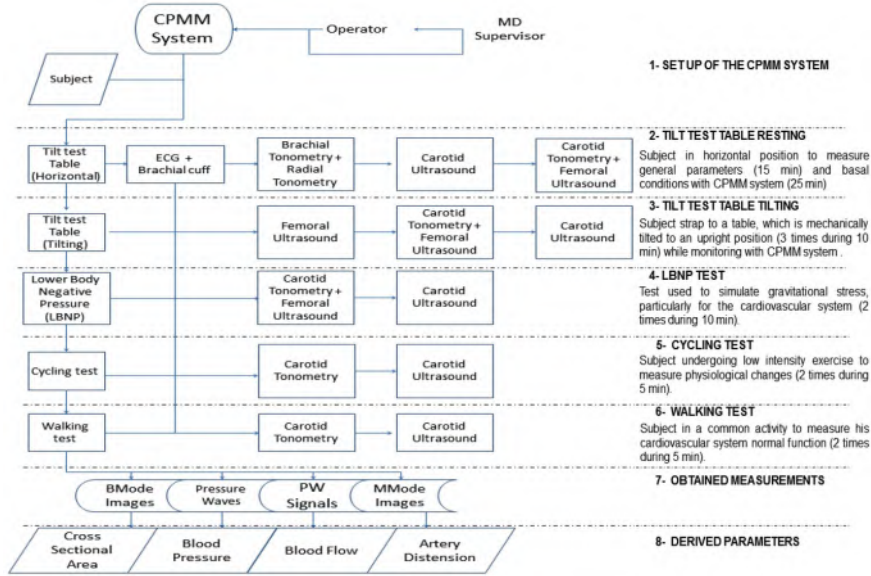 CPMM
System
Operator
MD
Supervisor
Subject
1- SET UP OF THE CPMM SYSTEM
Tilt test
Table
(Horizontal)
ECG +
Brachial cuff
Brachial
Tonometry +
Radial
Tonometry
Carotid
Ultrasound
Carotid
Tonometry +
Femoral
Ultrasound
2- TILT TEST TABLE RESTING
Subject in horizontal position to measure
general parameters (15 min) and basal
conditions with CPMM system (25 min)
Tilt test
Table
(Tilting)
Femoral
Ultrasound
Carotid
Tonometry +
Femoral
Ultrasound
Carotid
Ultrasound
3- TILT TEST TABLE TILTING
Subject strap to a table, which is mechanically
tilted to an upright position (3 times during 10
min) while monitoring with CPMM system .
Lower Body
Negative
Pressure
(LBNP)
Carotid
Tonometry +
Femoral
Ultrasound
Carotid
Ultrasound
4- LBNP TEST
Test used to simulate gravitational stress,
particularly for the cardiovascular system (2
times during 10 min).
Cycling test
Carotid
Tonometry
Carotid
Ultrasound
5- CYCLING TEST
Subject undergoing low intensity exercise to
measure physiological changes (2 times during
5 min).
Walking
test
Carotid
Tonometry
Carotid
Ultrasound
6- WALKING TEST
Subject in a common activity to measure his
cardiovascular system normal function (2 times
during 5 min).
BMode
Images
Pressure
Waves
PW
Signals
MMode
Images
7- OBTAINED MEASUREMENTS
Cross
Sectional
Area
Blood
Pressure
Blood Flow
Artery
Distension
8- DERIVED PARAMETERS